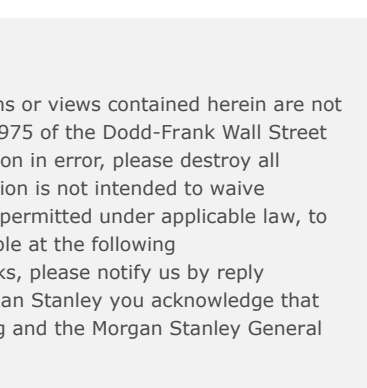 ns or views contained herein are not
975 of the Dodd-Frank Wall Street
on in error, please destroy all
ion is not intended to waive
permitted under applicable law, to
ble at the following
ks, please notify us by reply
an Stanley you acknowledge that
g and the Morgan Stanley General